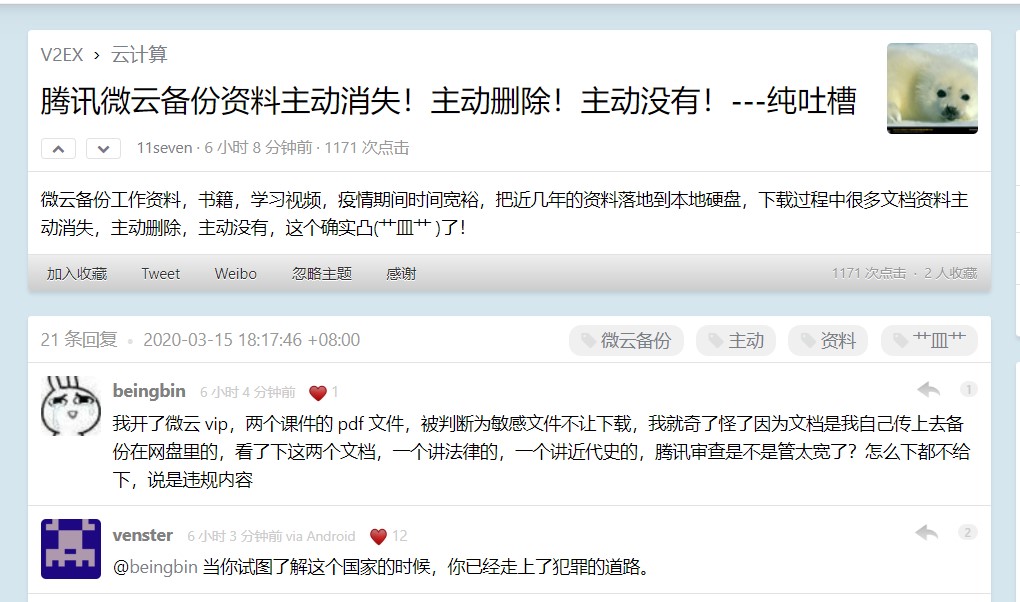 V2EX › 云计算
腾讯微云备份资料主动消失！主动删除！主动没有！---纯吐槽
11seven · 6 小时 8 分钟前 · 1171 次点击
微云备份工作资料，书籍，学习视频，疫情期间时间宽裕，把近几年的资料落地到本地硬盘，下载过程中很多文档资料主
动消失，主动删除，主动没有，这个确实凸(艹皿艹 )了！
加入收藏 Tweet Weibo 忽略主题 感谢 1171 次点击 · 2 人收藏
21 条回复 • 2020-03-15 18:17:46 +08:00 微云备份 主动 资料 艹皿艹
beingbin 6 小时 4 分钟前 1 1
我开了微云 vip，两个课件的 pdf 文件，被判断为敏感文件不让下载，我就奇了怪了因为文档是我自己传上去备
份在网盘里的，看了下这两个文档，一个讲法律的，一个讲近代史的，腾讯审查是不是管太宽了？怎么下都不给
下，说是违规内容
venster 6 小时 3 分钟前 via Android 12 2
@beingbin 当你试图了解这个国家的时候，你已经走上了犯罪的道路。